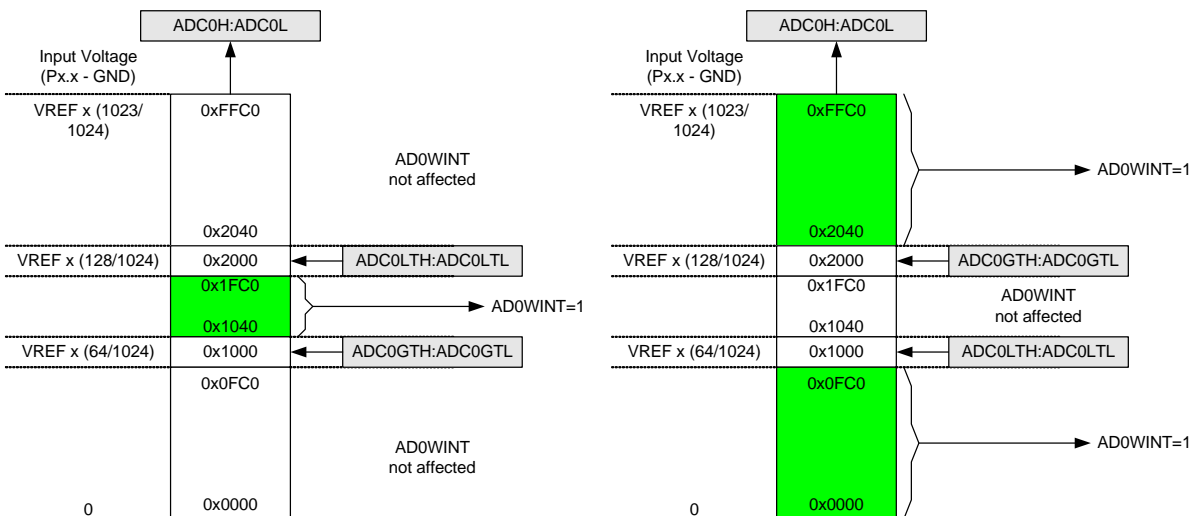 ADC0H:ADC0L
Input Voltage
(Px.x - GND)
VREF x (1023/
1024)
0xFFC0
AD0WINT
not affected
0x2040
VREF x (128/1024)
0x2000
ADC0LTH:ADC0LTL
0x1FC0
AD0WINT=1
0x1040
VREF x (64/1024)
0x1000
ADC0GTH:ADC0GTL
0x0FC0
AD0WINT
not affected
0
0x0000
ADC0H:ADC0L
Input Voltage
(Px.x - GND)
VREF x (1023/
1024)
0xFFC0
AD0WINT=1
0x2040
VREF x (128/1024)
0x2000
ADC0GTH:ADC0GTL
0x1FC0
AD0WINT
not affected
0x1040
VREF x (64/1024)
0x1000
ADC0LTH:ADC0LTL
0x0FC0
AD0WINT=1
0
0x0000